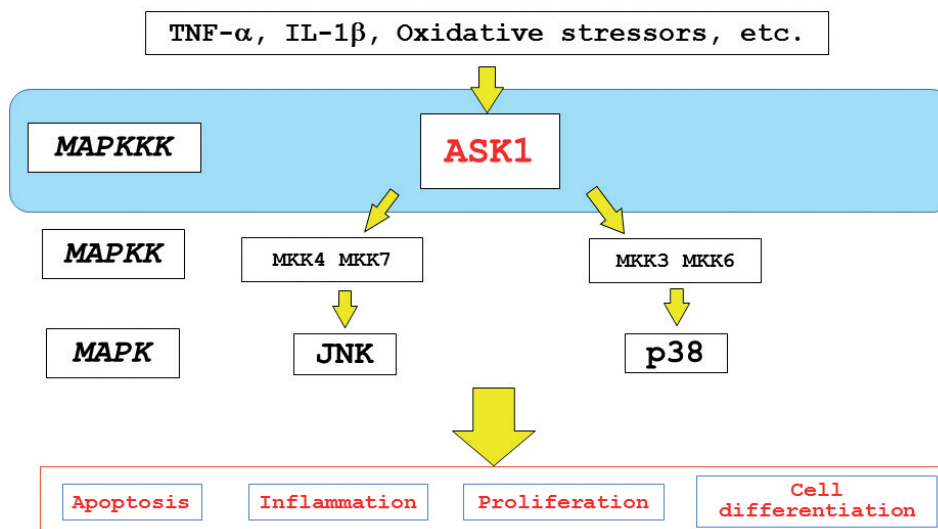 TNF-α, IL-1β, Oxidative stressors, etc.
MAPKKK
ASK1
MAPKK
MKK4 MKK7
MKK3 MKK6
MAPK
JNK
p38
Apoptosis
Inflammation
Proliferation
Cell
differentiation